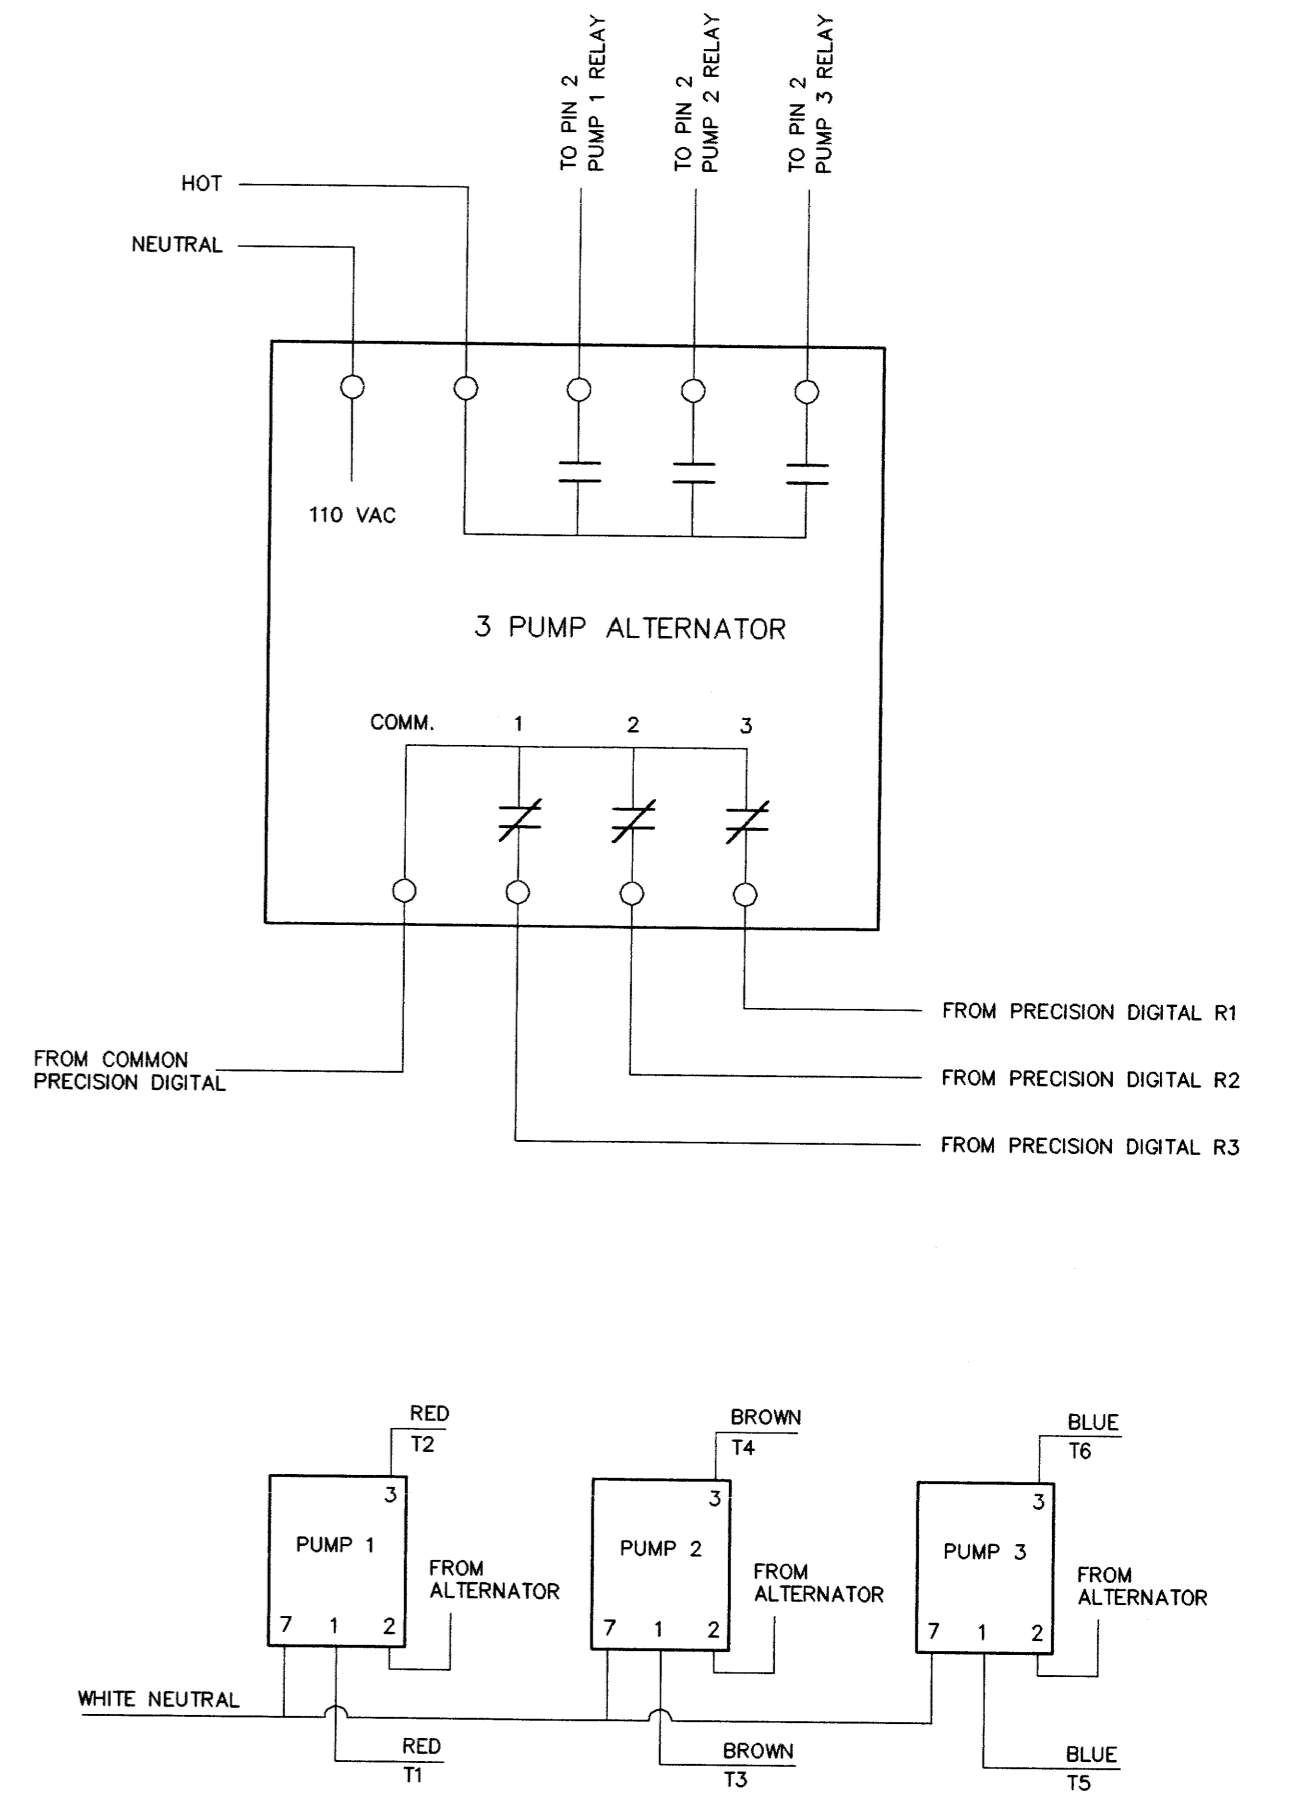 TO PIN 2
PUMP 1 RELAY
TO PIN 2
PUMP 2 RELAY
TO PIN 2
PUMP 3 RELAY
HOT
NEUTRAL
110 VAC
3 PUMP ALTERNATOR
COMM. 1 2 3
FROM PRECISION DIGITAL R1
FROM COMMON
PRECISION DIGITAL
FROM PRECISION DIGITAL R2
FROM PRECISION DIGITAL R3
RED
T2
3
PUMP 1
FROM
ALTERNATOR
7 1 2
BROWN
T4
3
PUMP 2
FROM
ALTERNATOR
7 1 2
BLUE
T6
3
PUMP 3
FROM
ALTERNATOR
7 1 2
WHITE NEUTRAL
RED
T1
BROWN
T3
BLUE
T5